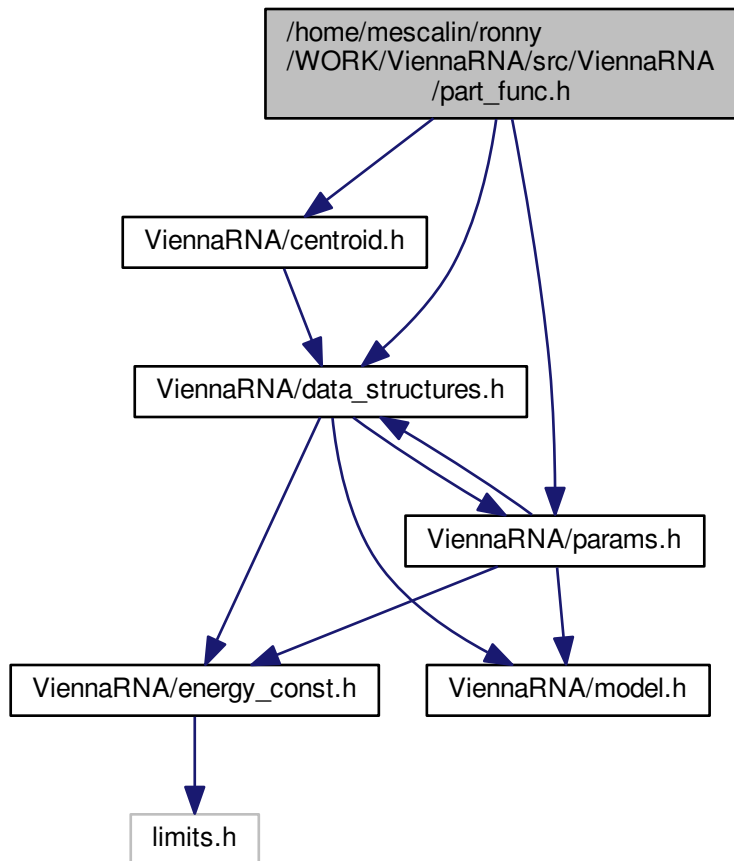 /home/mescalin/ronny
/WORK/ViennaRNA/src/ViennaRNA
/part_func.h
ViennaRNA/centroid.h
ViennaRNA/data_structures.h
ViennaRNA/params.h
ViennaRNA/energy_const.h
ViennaRNA/model.h
limits.h